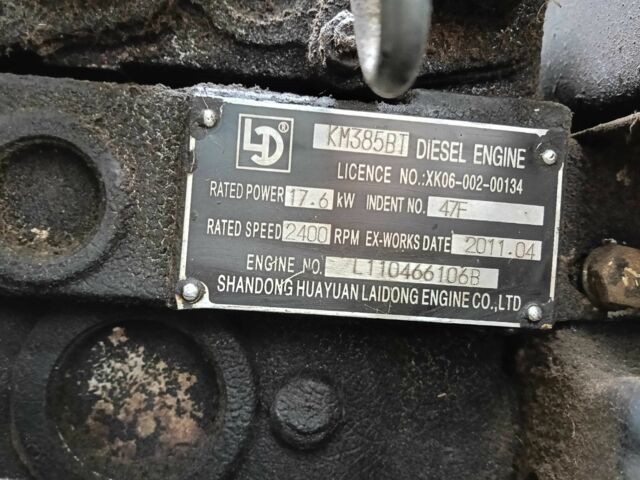 LD® KM385BT DIESEL ENGINE
LICENCE NO.:XK06-002-00134
RATED POWER 17.6 kW INDENT NO. 47F
RATED SPEED 2400 RPM EX-WORKS DATE 2011.04
ENGINE NO. L110466106B
SHANDONG HUAYUAN LAIDONG ENGINE CO.,LTD